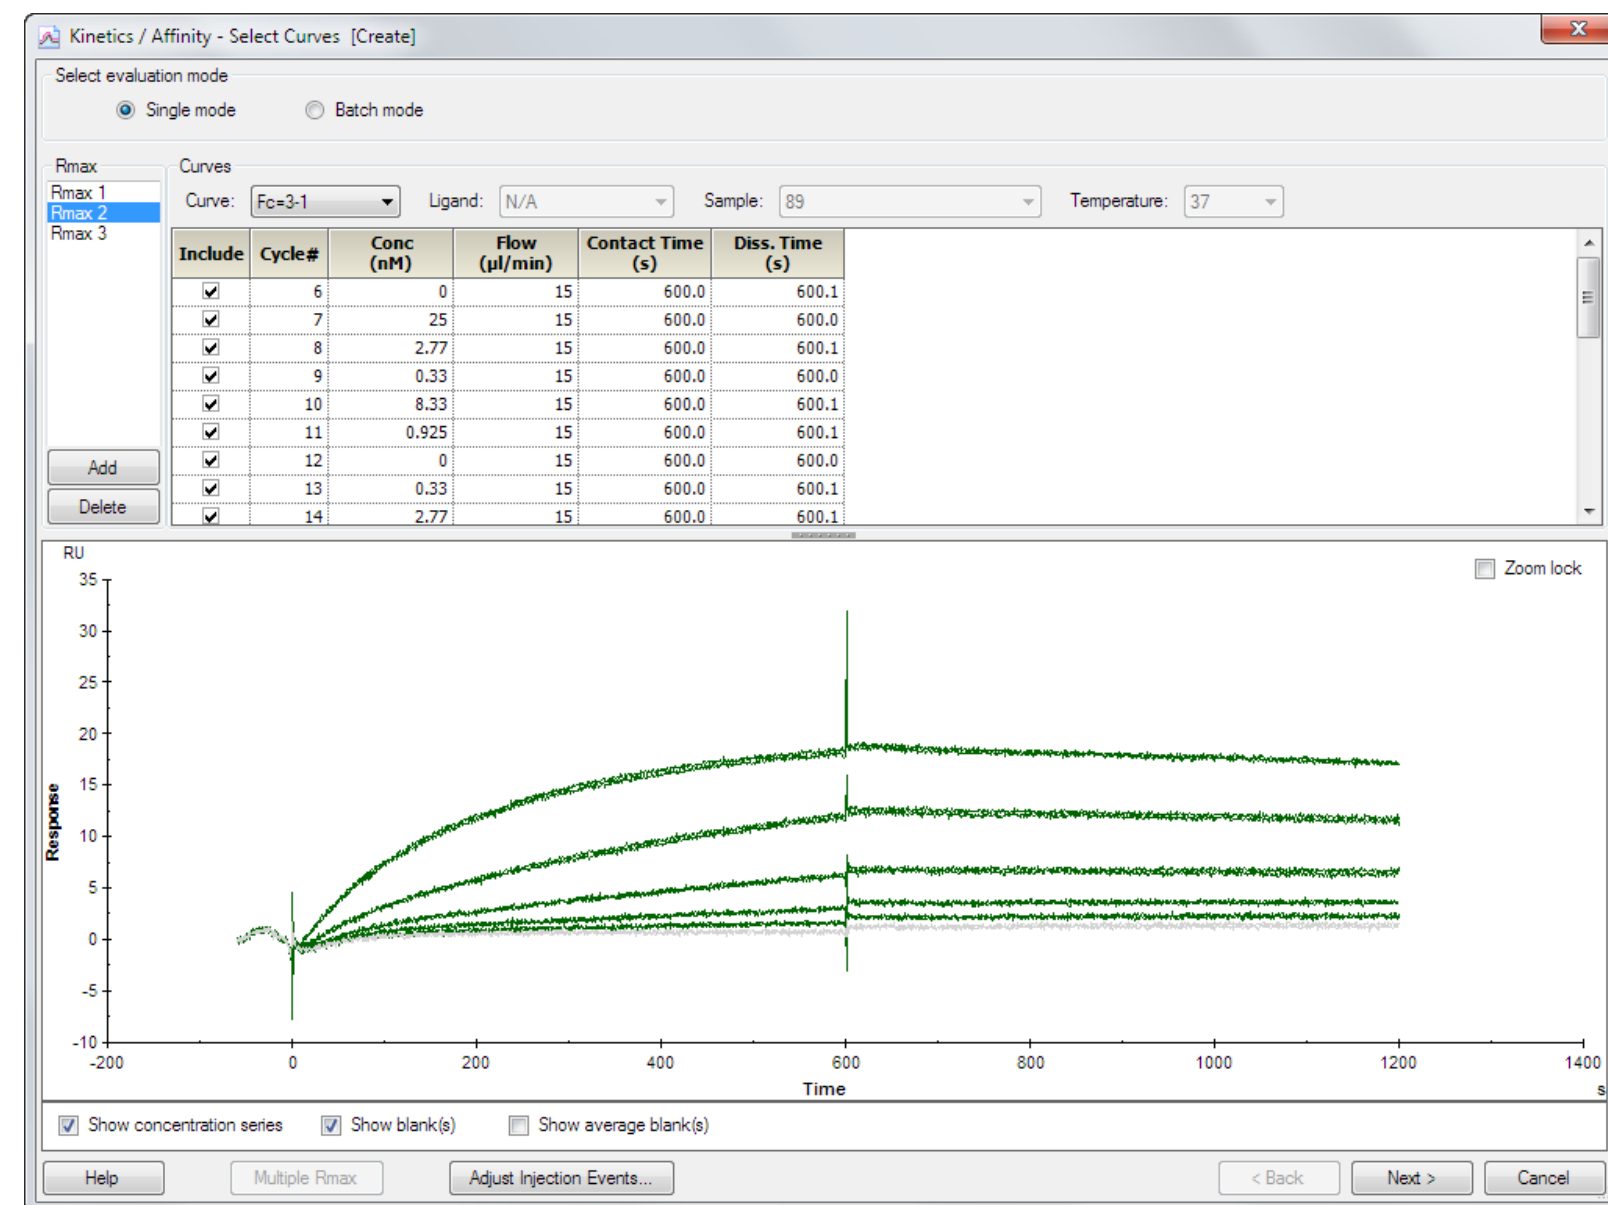 Kinetics / Affinity - Select Curves [Create]
X
Select evaluation mode
Single mode Batch mode
Rmax Curves
Rmax 1
Rmax 2
Rmax 3
Curve: Fc=3-1 Ligand: N/A Sample: 89 Temperature: 37
Include Cycle# Conc (nM) Flow (µl/min) Contact Time (s) Diss. Time (s)
6 0 15 600.0 600.1
7 25 15 600.0 600.0
8 2.77 15 600.0 600.1
9 0.33 15 600.0 600.0
10 8.33 15 600.0 600.1
11 0.925 15 600.0 600.1
12 0 15 600.0 600.0
13 0.33 15 600.0 600.1
14 2.77 15 600.0 600.1
Add
Delete
RU
Zoom lock
35
30
25
20
15
10
5
0
-5
-10
Response
-200 0 200 400 600 800 1000 1200 1400
Time
s
Show concentration series Show blank(s) Show average blank(s)
Help Multiple Rmax Adjust Injection Events... < Back Next > Cancel